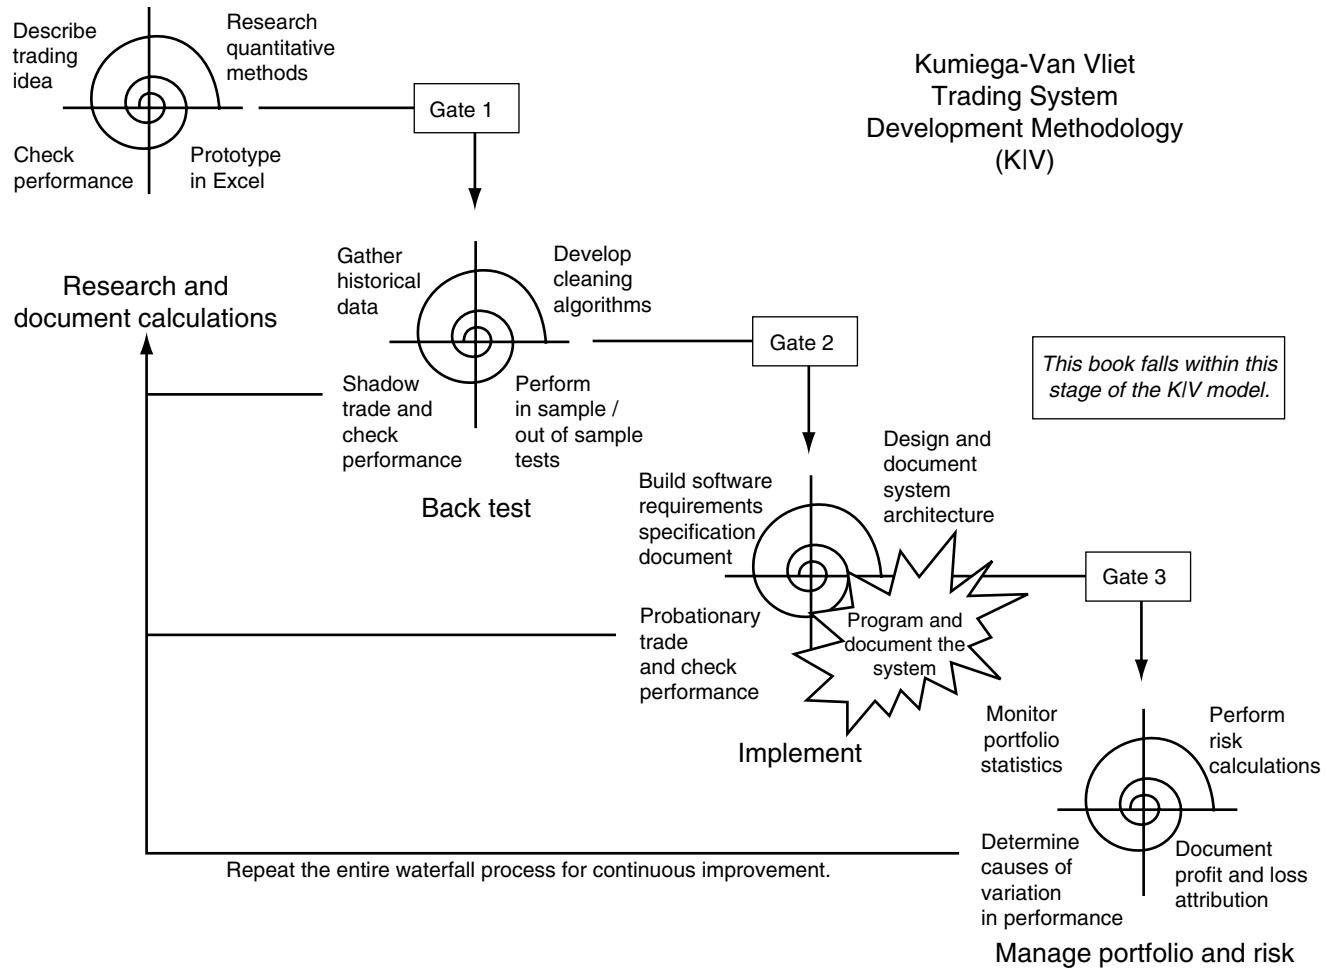 Describe
trading
idea
Research
quantitative
methods
Check
performance
Prototype
in Excel
Gate 1
Kumiega-Van Vliet
Trading System
Development Methodology
(K|V)
Research and
document calculations
Gather
historical
data
Develop
cleaning
algorithms
Shadow
trade and
check
performance
Perform
in sample /
out of sample
tests
Back test
Gate 2
This book falls within this
stage of the K|V model.
Build software
requirements
specification
document
Design and
document
system
architecture
Probationary
trade
and check
performance
Program and
document the
system
Implement
Gate 3
Monitor
portfolio
statistics
Perform
risk
calculations
Determine
causes of
variation
in performance
Document
profit and loss
attribution
Repeat the entire waterfall process for continuous improvement.
Manage portfolio and risk